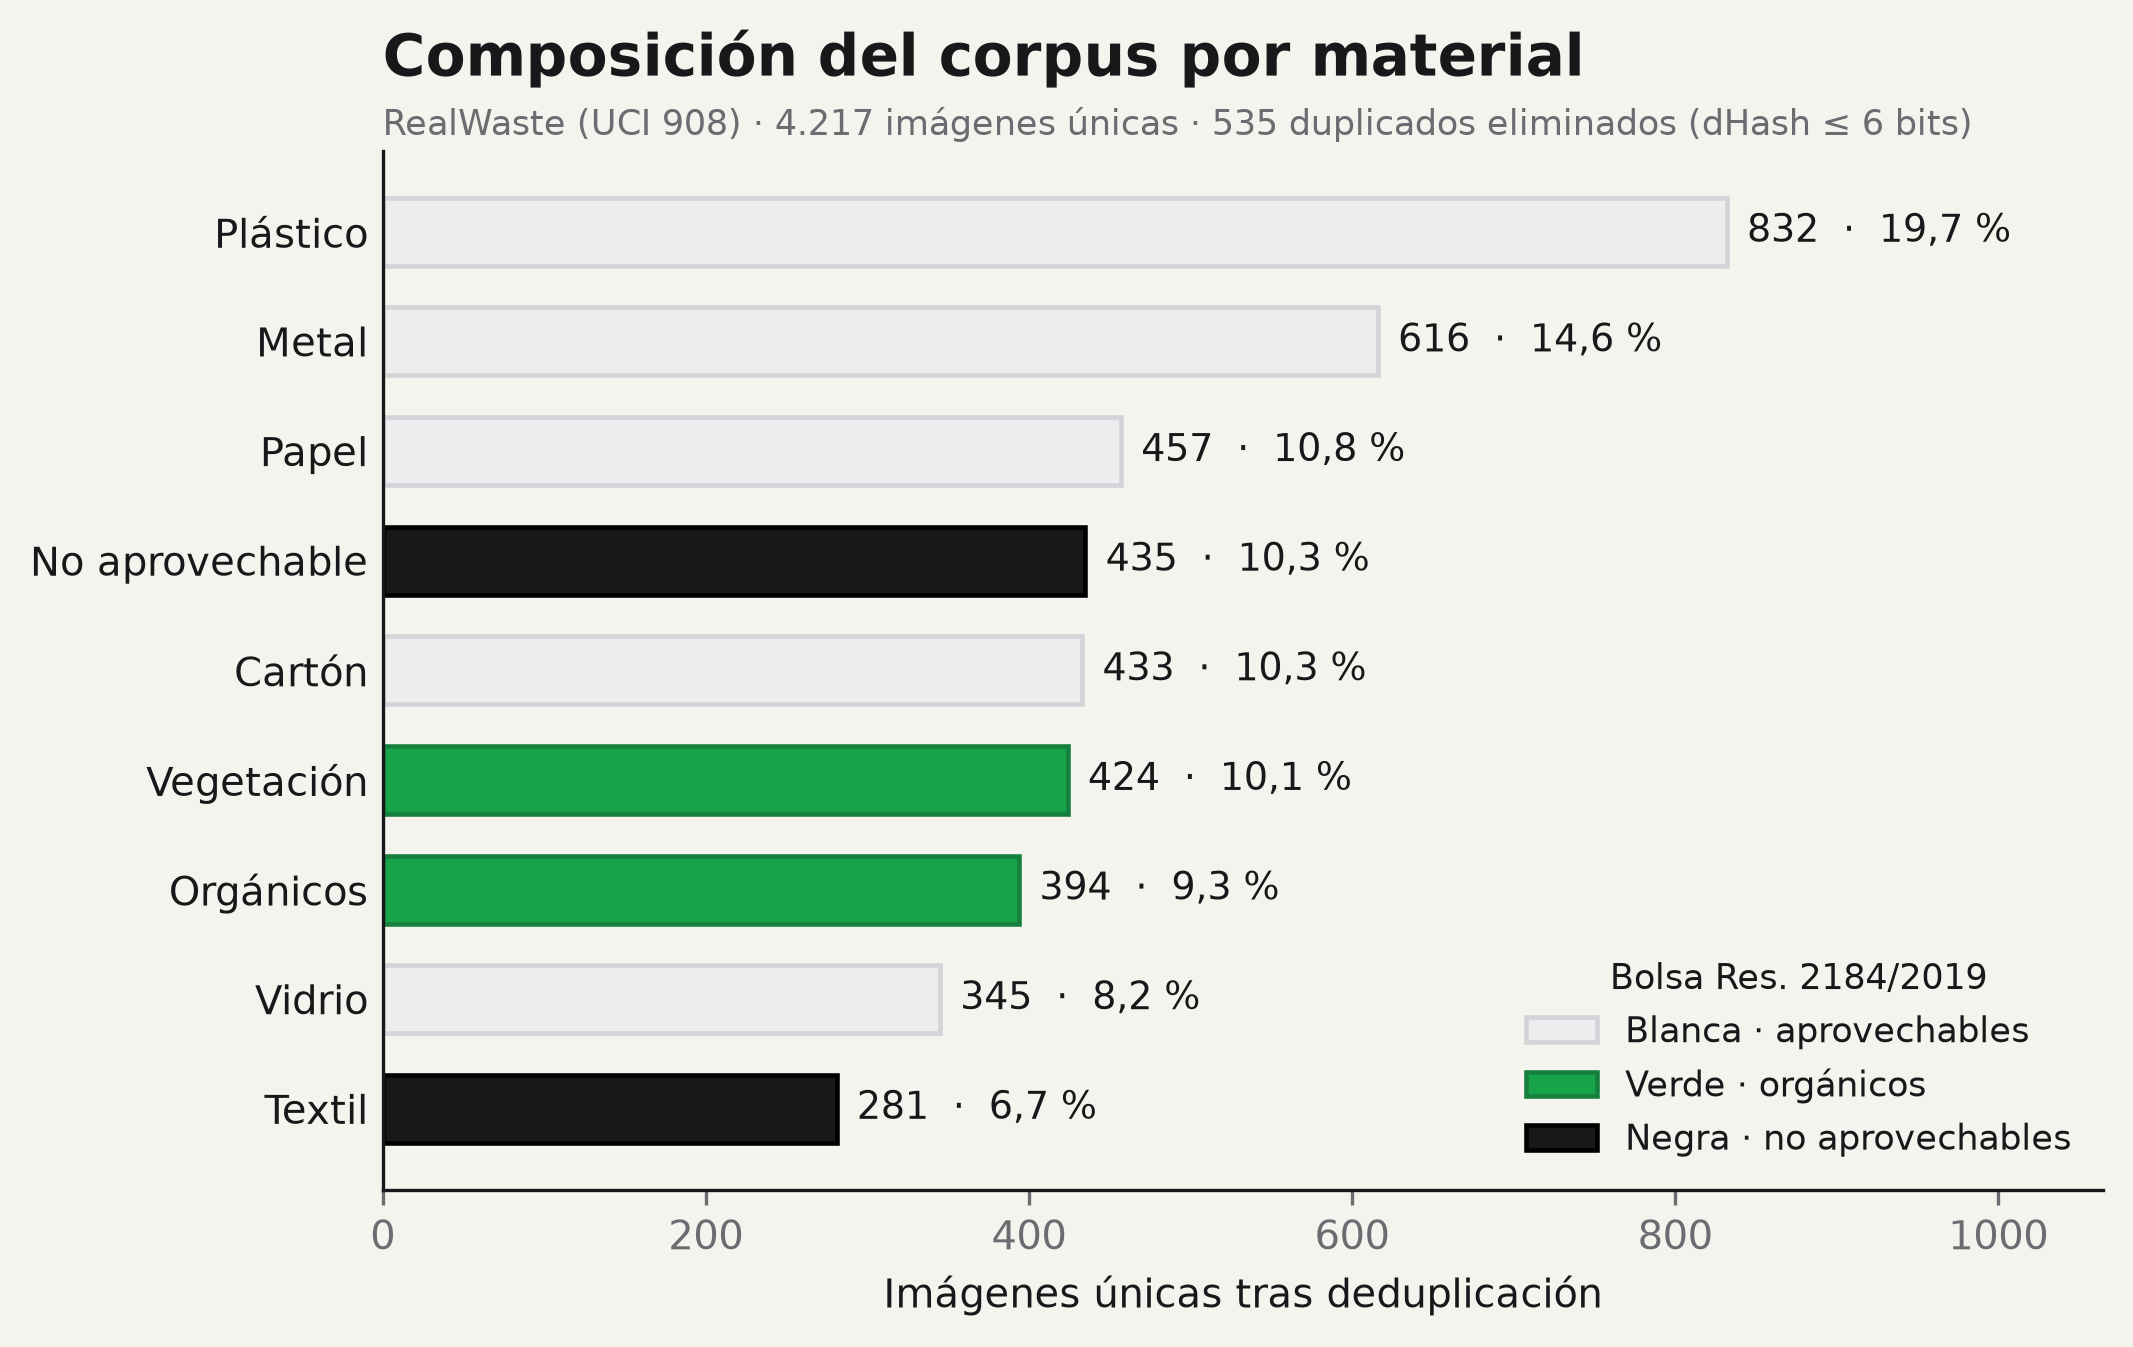 Composición del corpus por material
RealWaste (UCI 908) · 4.217 imágenes únicas · 535 duplicados eliminados (dHash ≤ 6 bits)
Plástico 832 · 19,7 %
Metal 616 · 14,6 %
Papel 457 · 10,8 %
No aprovechable 435 · 10,3 %
Cartón 433 · 10,3 %
Vegetación 424 · 10,1 %
Orgánicos 394 · 9,3 %
Vidrio 345 · 8,2 %
Textil 281 · 6,7 %
Bolsa Res. 2184/2019
Blanca · aprovechables
Verde · orgánicos
Negra · no aprovechables
0 200 400 600 800 1000
Imágenes únicas tras deduplicación